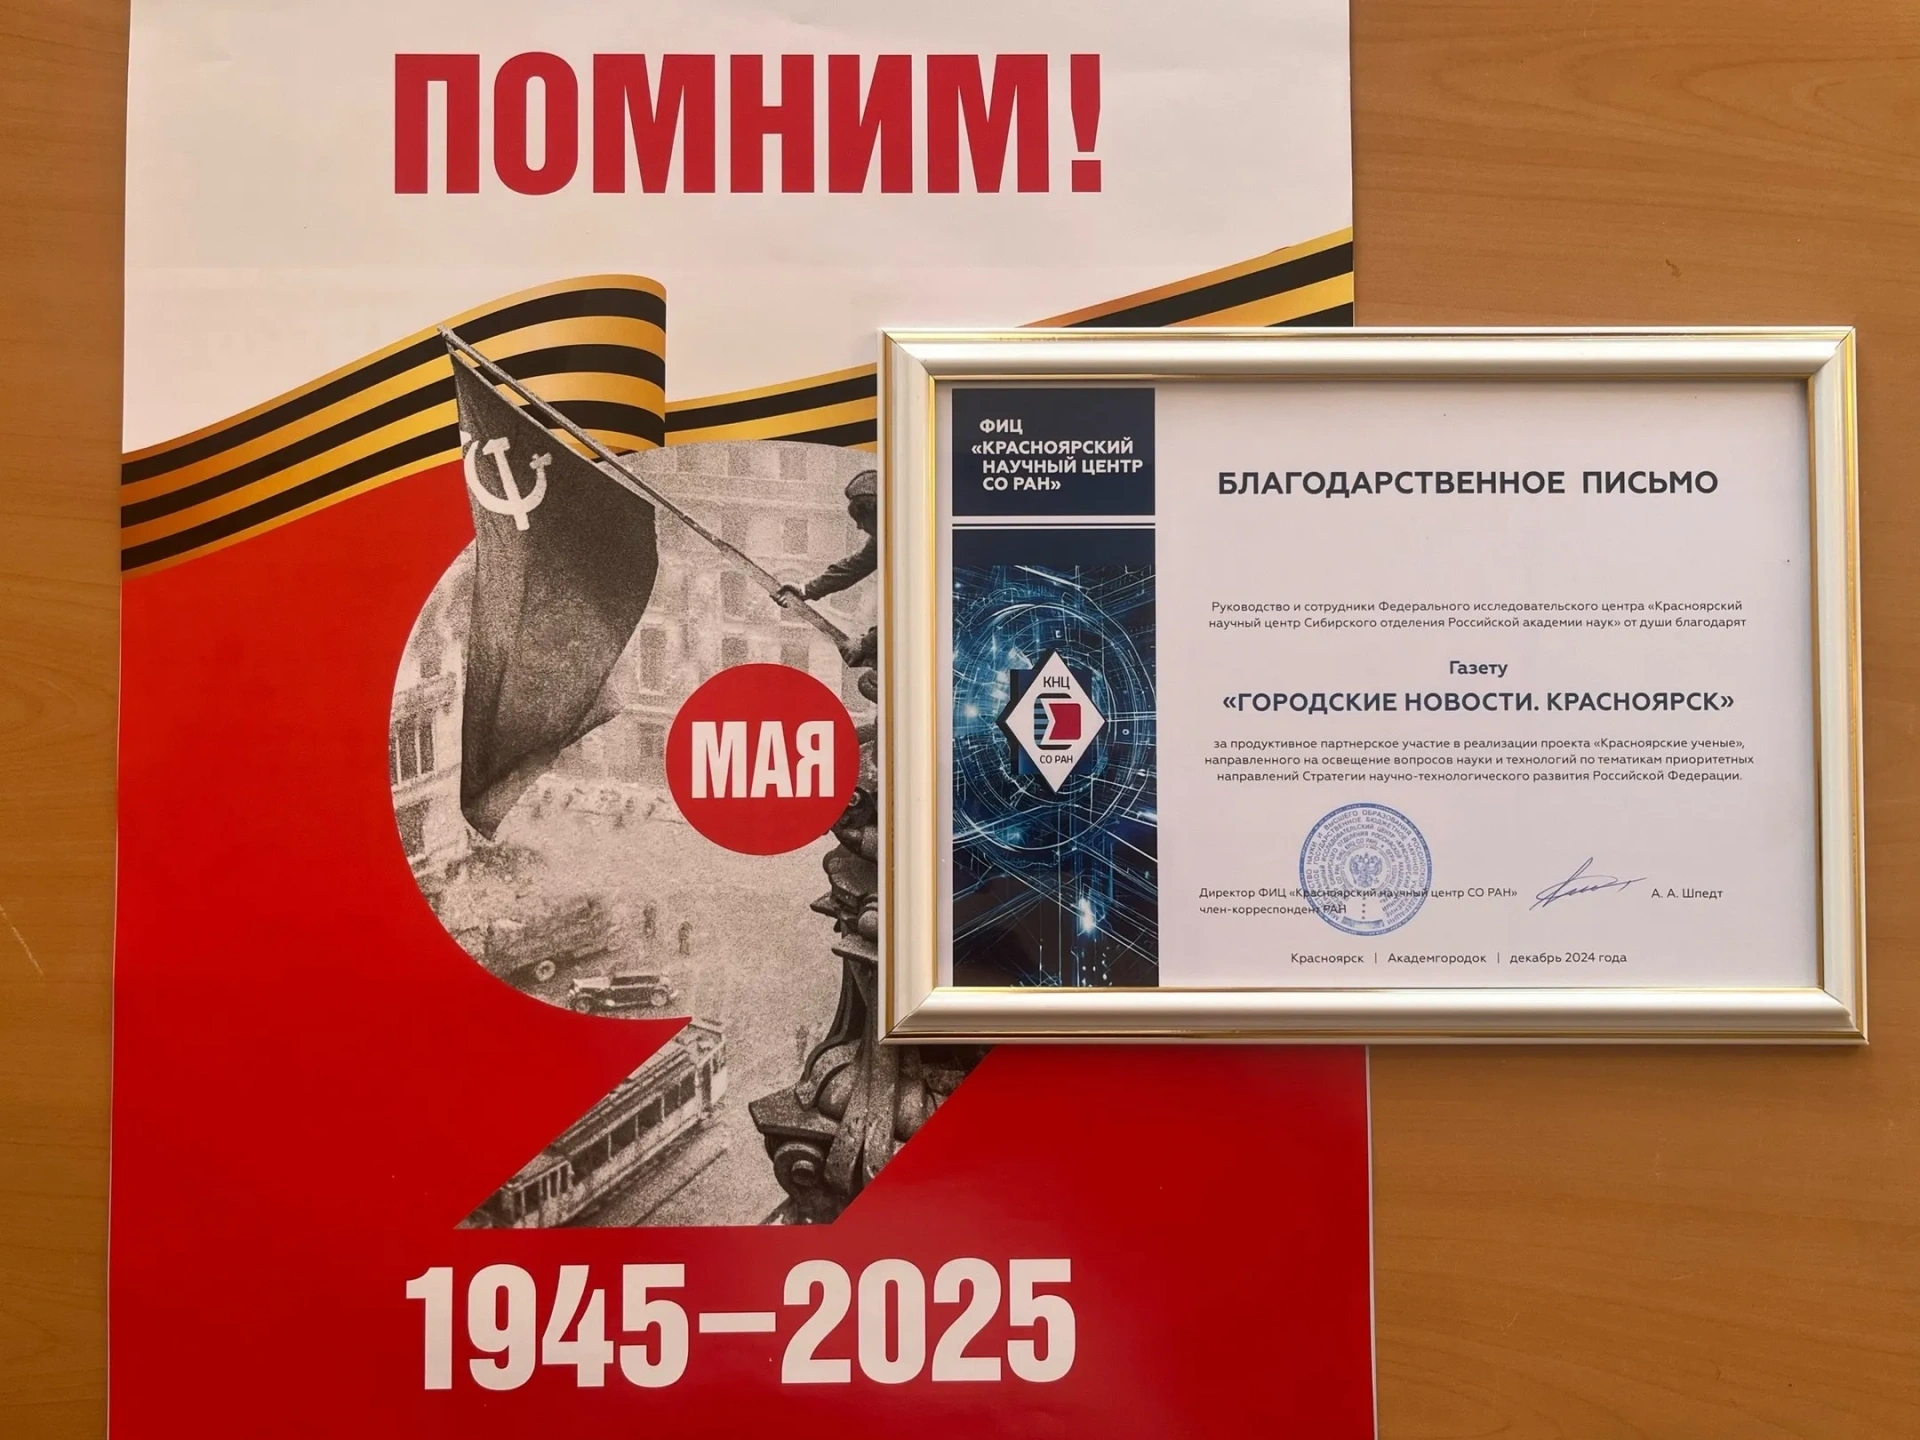 ПОМНИМ!
МАЯ
1945–2025
ФИЦ
«КРАСНОЯРСКИЙ
НАУЧНЫЙ ЦЕНТР
СО РАН»
КНЦ
СО РАН
БЛАГОДАРСТВЕННОЕ ПИСЬМО
Руководство и сотрудники Федерального исследовательского центра «Красноярский
научный центр Сибирского отделения Российской академии наук» от души благодарят
Газету
«ГОРОДСКИЕ НОВОСТИ. КРАСНОЯРСК»
за продуктивное партнерское участие в реализации проекта «Красноярские ученые»,
направленного на освещение вопросов науки и технологий по тематикам приоритетных
направлений Стратегии научно-технологического развития Российской Федерации.
Директор ФИЦ «Красноярский научный центр СО РАН»
член-корреспондент РАН
А. А. Шпедт
Красноярск | Академгородок | декабрь 2024 года